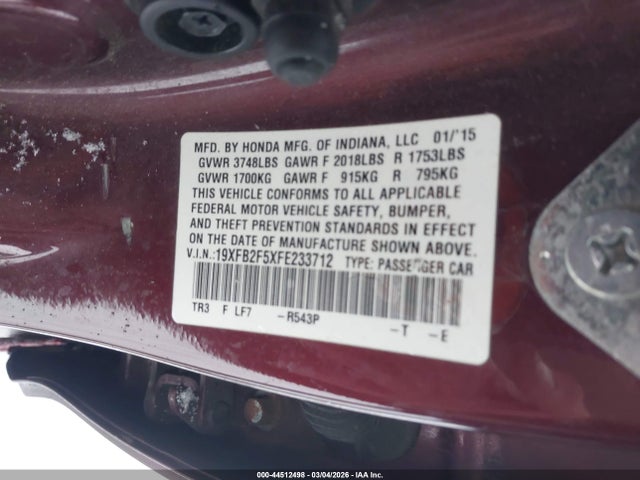 MFD. BY HONDA MFG. OF INDIANA, LLC 01/'15
GVWR 3748LBS GAWR F 2018LBS R 1753LBS
GVWR 1700KG GAWR F 915KG R 795KG
THIS VEHICLE CONFORMS TO ALL APPLICABLE
FEDERAL MOTOR VEHICLE SAFETY, BUMPER,
AND THEFT PREVENTION STANDARDS IN EFFECT
ON THE DATE OF MANUFACTURE SHOWN ABOVE.
V.I.N.:19XFB2F5XFE233712 TYPE: PASSENGER CAR
TR3 F LF7 -R543P -T -E
000-44512498 - 03/04/2026 - IAA Inc.